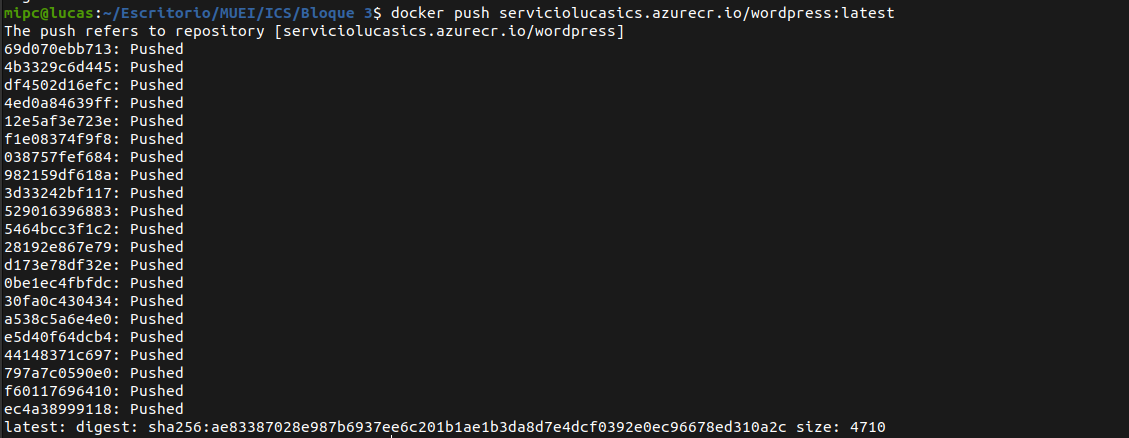 mipc@lucas:~/Escritorio/MUEI/ICS/Bloque 3$ docker push serviciolucasics.azurecr.io/wordpress:latest
The push refers to repository [serviciolucasics.azurecr.io/wordpress]
69d070ebb713: Pushed
4b3329c6d445: Pushed
df4502d16efc: Pushed
4ed0a84639ff: Pushed
12e5af3e723e: Pushed
f1e08374f9f8: Pushed
038757fef684: Pushed
982159df618a: Pushed
3d33242bf117: Pushed
529016396883: Pushed
5464bcc3f1c2: Pushed
28192e867e79: Pushed
d173e78df32e: Pushed
0be1ec4fbfdc: Pushed
30fa0c430434: Pushed
a538c5a6e4e0: Pushed
e5d40f64dcb4: Pushed
44148371c697: Pushed
797a7c0590e0: Pushed
f60117696410: Pushed
ec4a38999118: Pushed
latest: digest: sha256:ae83387028e987b6937ee6c201b1ae1b3da8d7e4dcf0392e0ec96678ed310a2c size: 4710